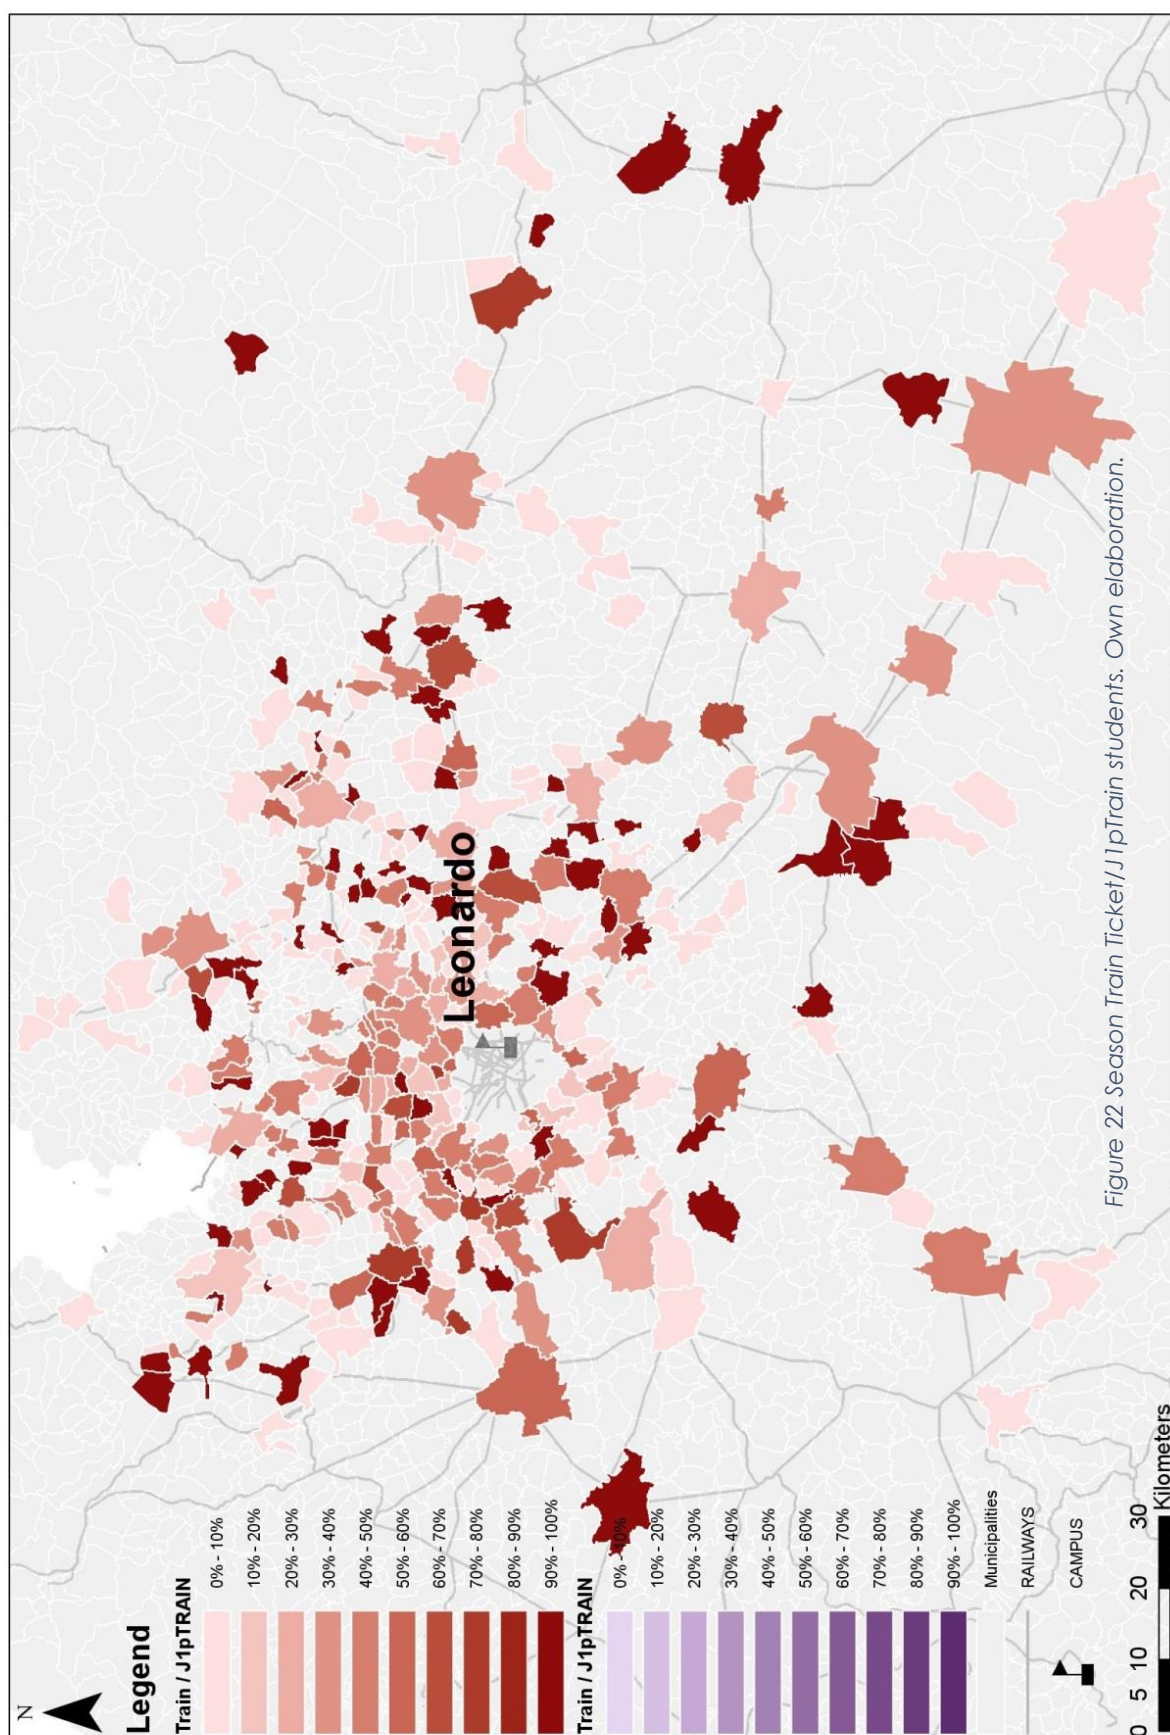 N
Legend
Train / J1pTRAIN
0% - 10%
10% - 20%
20% - 30%
30% - 40%
40% - 50%
50% - 60%
60% - 70%
70% - 80%
80% - 90%
90% - 100%
Train / J1pTRAIN
0% - 10%
10% - 20%
20% - 30%
30% - 40%
40% - 50%
50% - 60%
60% - 70%
70% - 80%
80% - 90%
90% - 100%
Municipalities
RAILWAYS
CAMPUS
0 5 10 20 30
Kilometers
Leonardo
Figure 22 Season Train Ticket/J1pTrain students. Own elaboration.